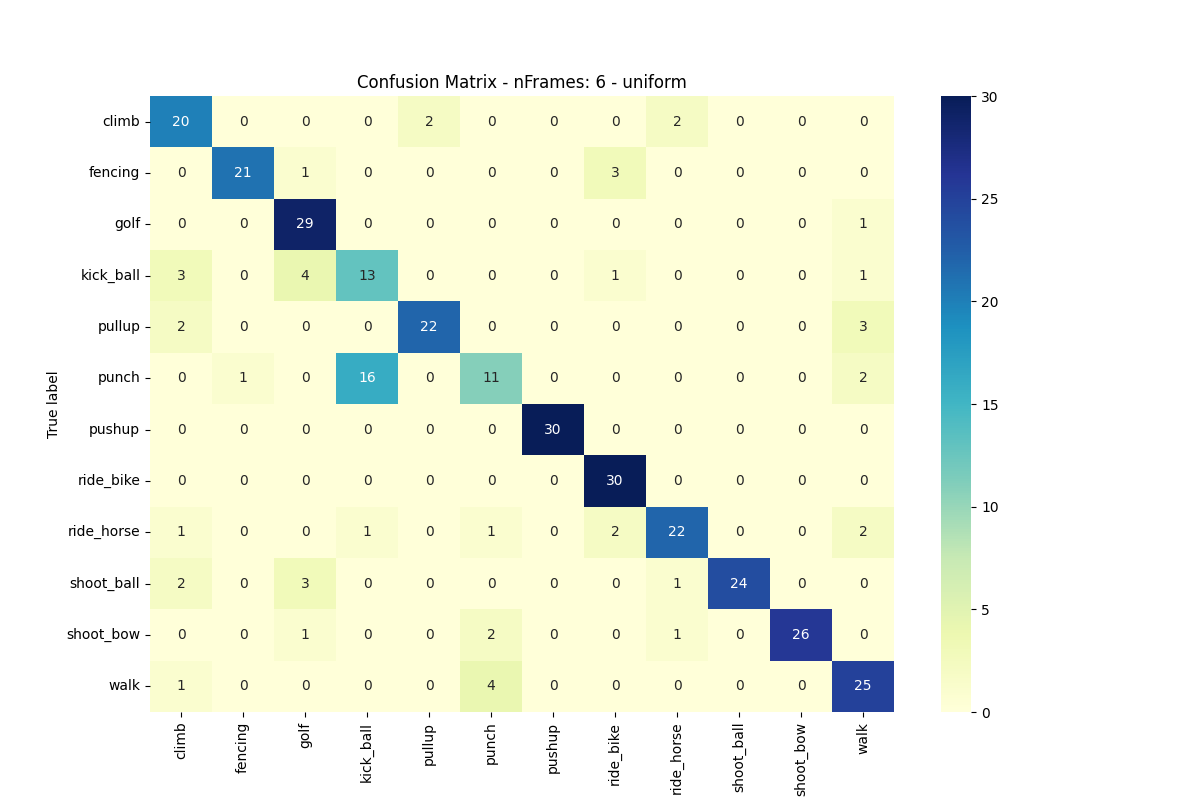 Confusion Matrix - nFrames: 6 - uniform
True label
climb 20 0 0 0 2 0 0 0 2 0 0 0
fencing 0 21 1 0 0 0 0 3 0 0 0 0
golf 0 0 29 0 0 0 0 0 0 0 0 1
kick_ball 3 0 4 13 0 0 0 1 0 0 0 1
pullup 2 0 0 0 22 0 0 0 0 0 0 3
punch 0 1 0 16 0 11 0 0 0 0 0 2
pushup 0 0 0 0 0 0 30 0 0 0 0 0
ride_bike 0 0 0 0 0 0 0 30 0 0 0 0
ride_horse 1 0 0 1 0 1 0 2 22 0 0 2
shoot_ball 2 0 3 0 0 0 0 0 1 24 0 0
shoot_bow 0 0 1 0 0 2 0 0 1 0 26 0
walk 1 0 0 0 0 4 0 0 0 0 0 25
climb fencing golf kick_ball pullup punch pushup ride_bike ride_horse shoot_ball shoot_bow walk
30
25
20
15
10
5
0